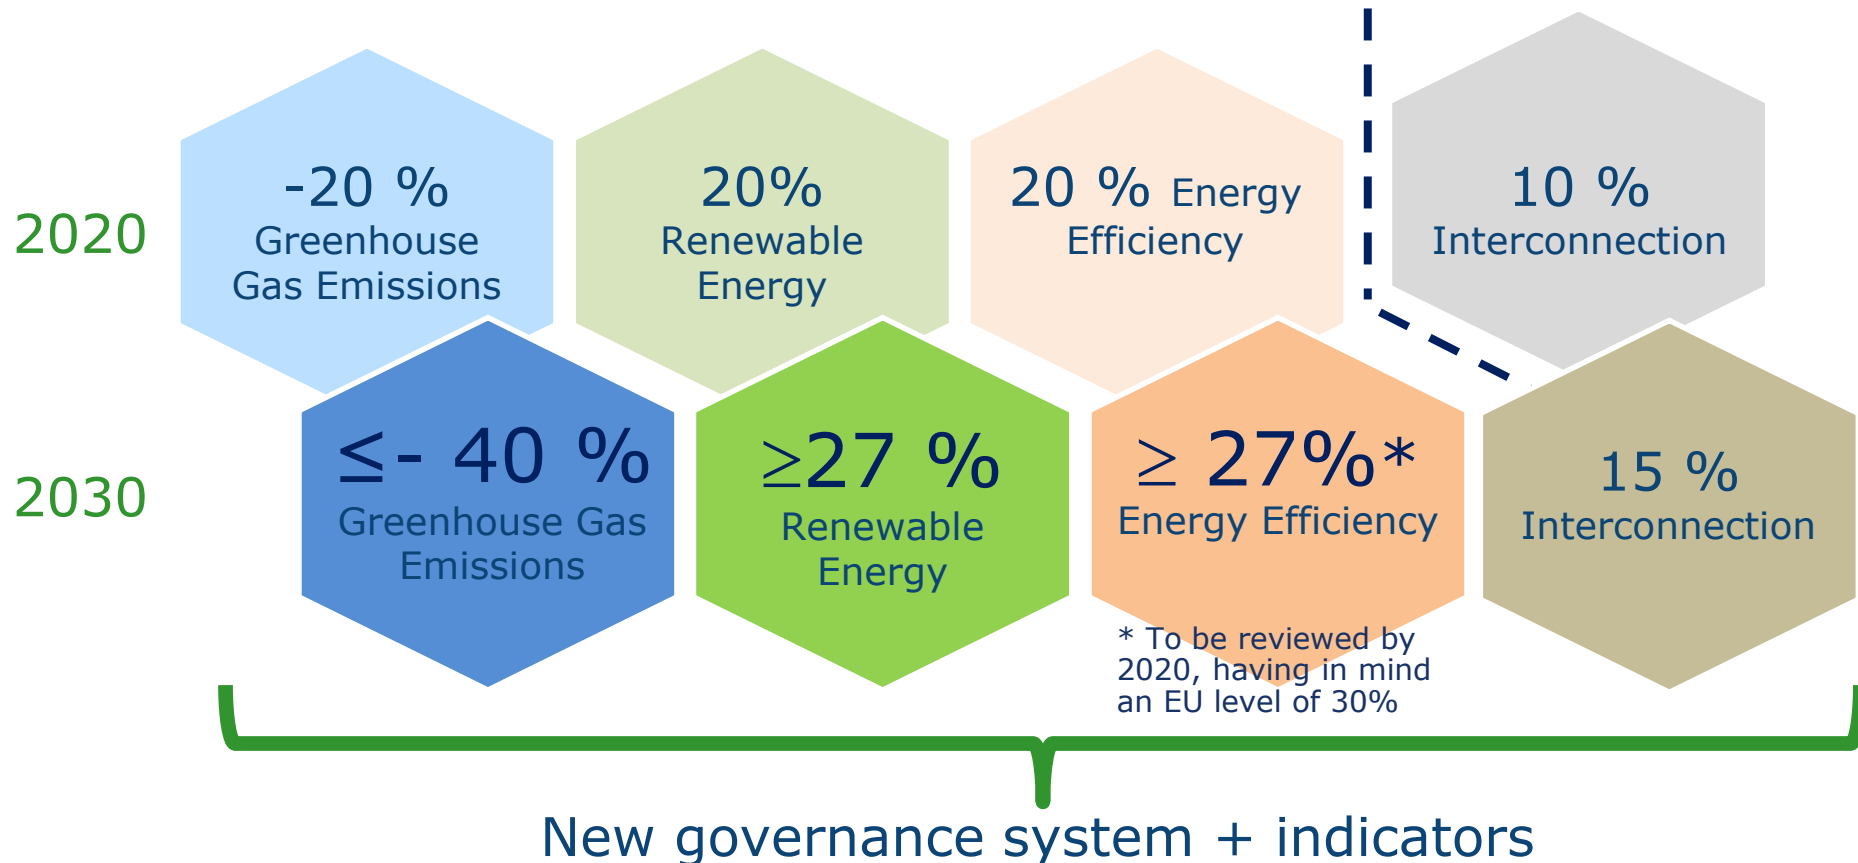 2020
-20 %
Greenhouse
Gas Emissions
20%
Renewable
Energy
20 % Energy
Efficiency
10 %
Interconnection
2030
≤- 40 %
Greenhouse Gas
Emissions
≥27 %
Renewable
Energy
≥ 27%*
Energy Efficiency
* To be reviewed by
2020, having in mind
an EU level of 30%
15 %
Interconnection
New governance system + indicators